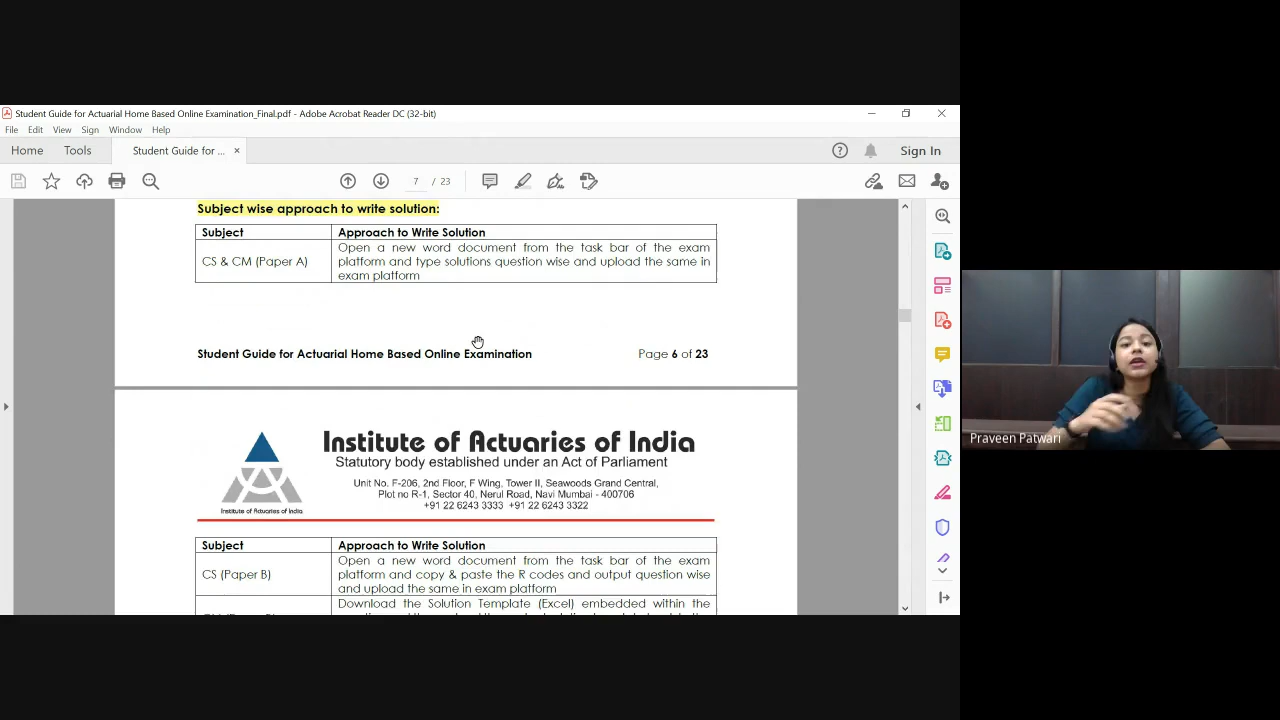 Student Guide for Actuarial Home Based Online Examination_Final.pdf - Adobe Acrobat Reader DC (32-bit)
File Edit View Sign Window Help
Home Tools Student Guide for ... × Sign In
7 / 23
Subject wise approach to write solution:
Subject Approach to Write Solution
CS & CM (Paper A) Open a new word document from the task bar of the exam
platform and type solutions question wise and upload the same in
exam platform
Student Guide for Actuarial Home Based Online Examination Page 6 of 23
Institute of Actuaries of India
Statutory body established under an Act of Parliament
Unit No. F-206, 2nd Floor, F Wing, Tower II, Seawoods Grand Central,
Plot no R-1, Sector 40, Nerul Road, Navi Mumbai - 400706
+91 22 6243 3333 +91 22 6243 3322
Institute of Actuaries of India
Subject Approach to Write Solution
CS (Paper B) Open a new word document from the task bar of the exam
platform and copy & paste the R codes and output question wise
and upload the same in exam platform
Download the Solution Template (Excel) embedded within the
Praveen Patwari